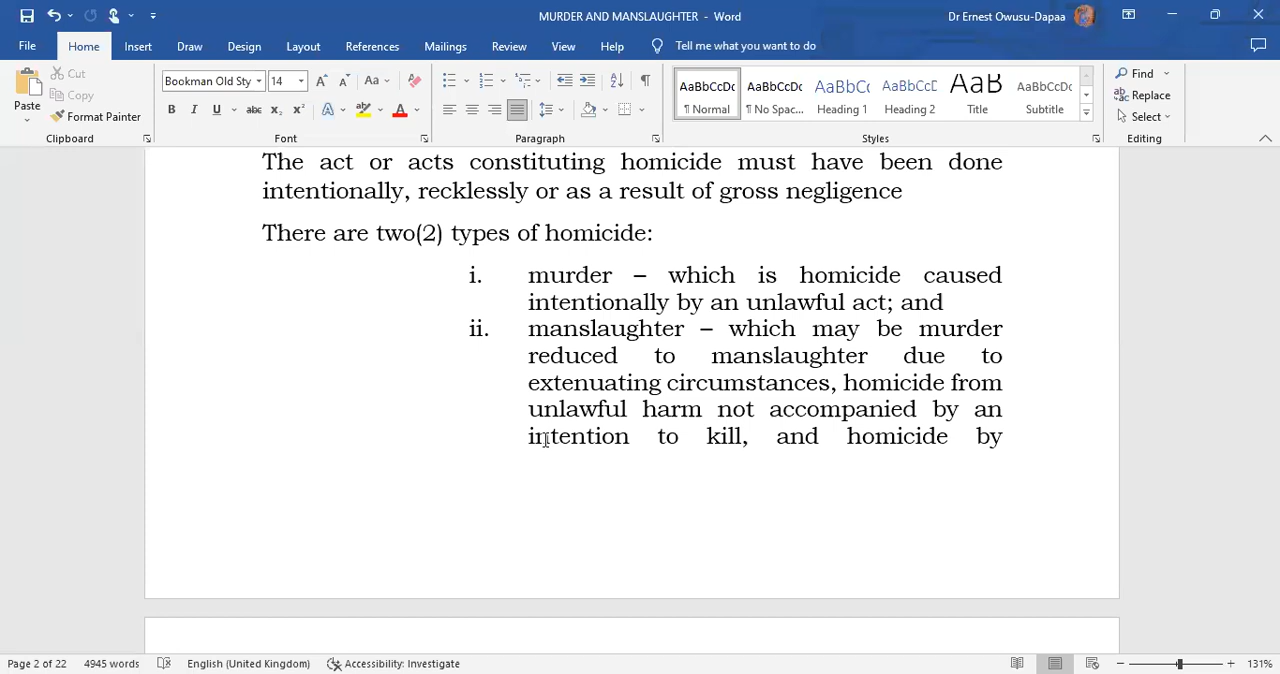 MURDER AND MANSLAUGHTER - Word
Dr Ernest Owusu-Dapaa
File Home Insert Draw Design Layout References Mailings Review View Help Tell me what you want to do
Paste
Cut
Copy
Format Painter
Clipboard
Bookman Old Sty 14
Aa
B I U abc x₂ x² A A
Font
Paragraph
AaBbCcDc AaBbCcDc AaBbC( AaBbCcD AaB AaBbCcDc
¶ Normal ¶ No Spac... Heading 1 Heading 2 Title Subtitle
Styles
Find
Replace
Select
Editing
The act or acts constituting homicide must have been done
intentionally, recklessly or as a result of gross negligence
There are two(2) types of homicide:
i. murder – which is homicide caused
intentionally by an unlawful act; and
ii. manslaughter – which may be murder
reduced to manslaughter due to
extenuating circumstances, homicide from
unlawful harm not accompanied by an
intention to kill, and homicide by
Page 2 of 22 4945 words English (United Kingdom) Accessibility: Investigate 131%